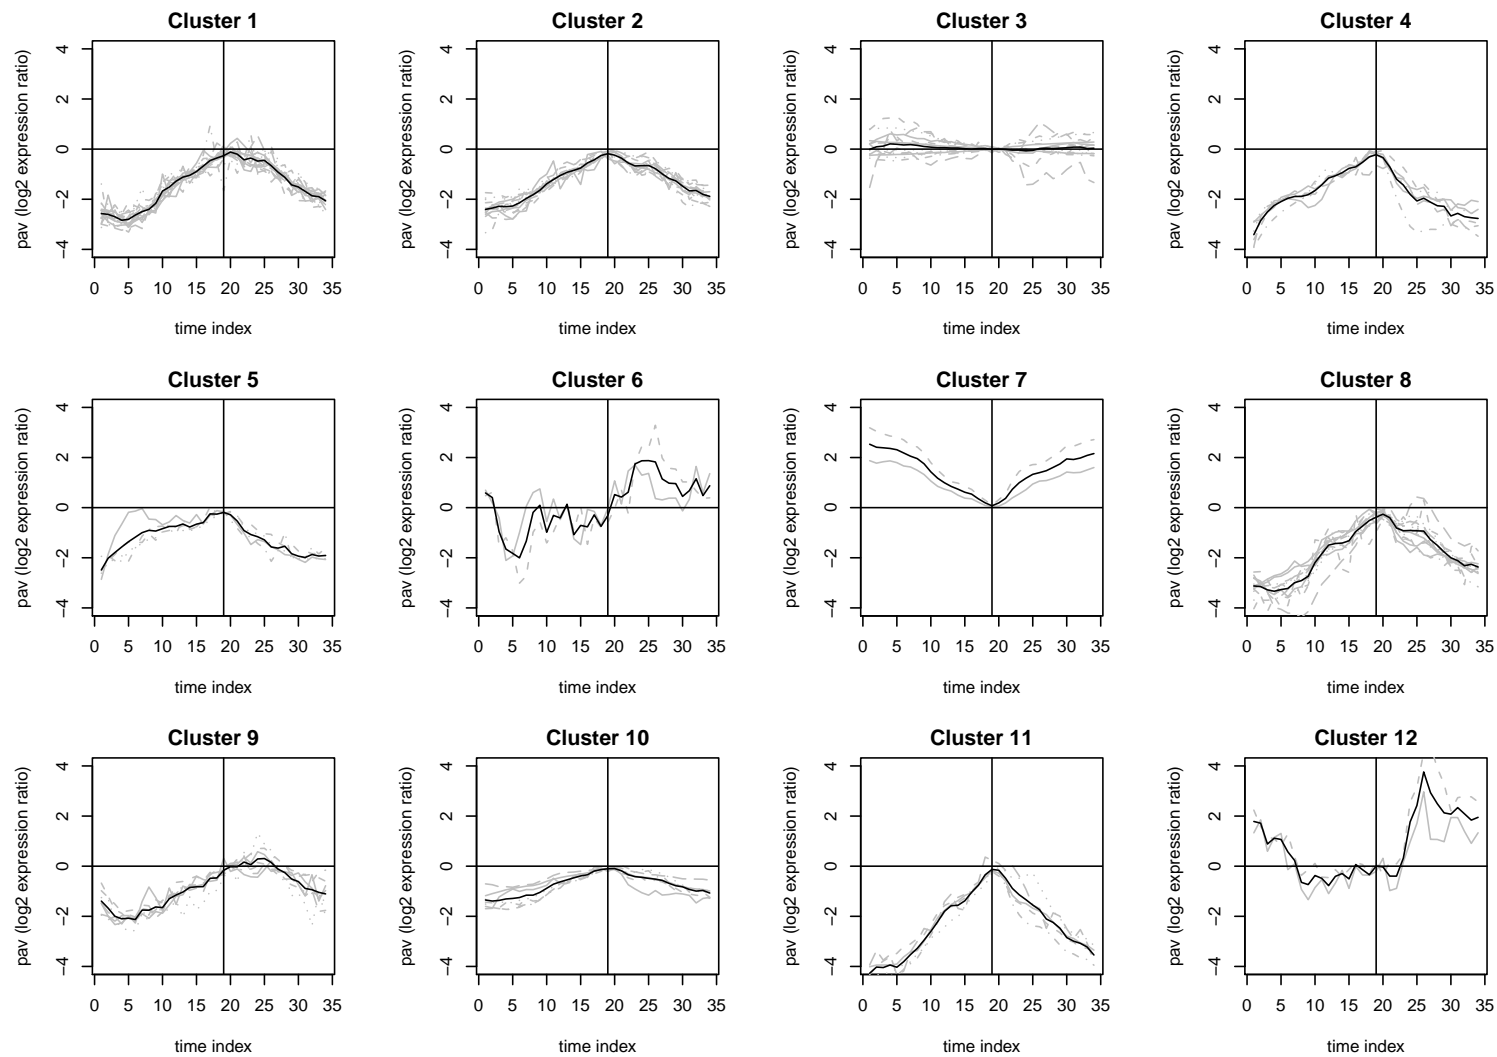 Cluster 1
pav (log2 expression ratio)
4
2
0
−2
−4
0 5 10 15 20 25 30 35
time index
Cluster 2
pav (log2 expression ratio)
4
2
0
−2
−4
0 5 10 15 20 25 30 35
time index
Cluster 3
pav (log2 expression ratio)
4
2
0
−2
−4
0 5 10 15 20 25 30 35
time index
Cluster 4
pav (log2 expression ratio)
4
2
0
−2
−4
0 5 10 15 20 25 30 35
time index
Cluster 5
pav (log2 expression ratio)
4
2
0
−2
−4
0 5 10 15 20 25 30 35
time index
Cluster 6
pav (log2 expression ratio)
4
2
0
−2
−4
0 5 10 15 20 25 30 35
time index
Cluster 7
pav (log2 expression ratio)
4
2
0
−2
−4
0 5 10 15 20 25 30 35
time index
Cluster 8
pav (log2 expression ratio)
4
2
0
−2
−4
0 5 10 15 20 25 30 35
time index
Cluster 9
pav (log2 expression ratio)
4
2
0
−2
−4
0 5 10 15 20 25 30 35
time index
Cluster 10
pav (log2 expression ratio)
4
2
0
−2
−4
0 5 10 15 20 25 30 35
time index
Cluster 11
pav (log2 expression ratio)
4
2
0
−2
−4
0 5 10 15 20 25 30 35
time index
Cluster 12
pav (log2 expression ratio)
4
2
0
−2
−4
0 5 10 15 20 25 30 35
time index